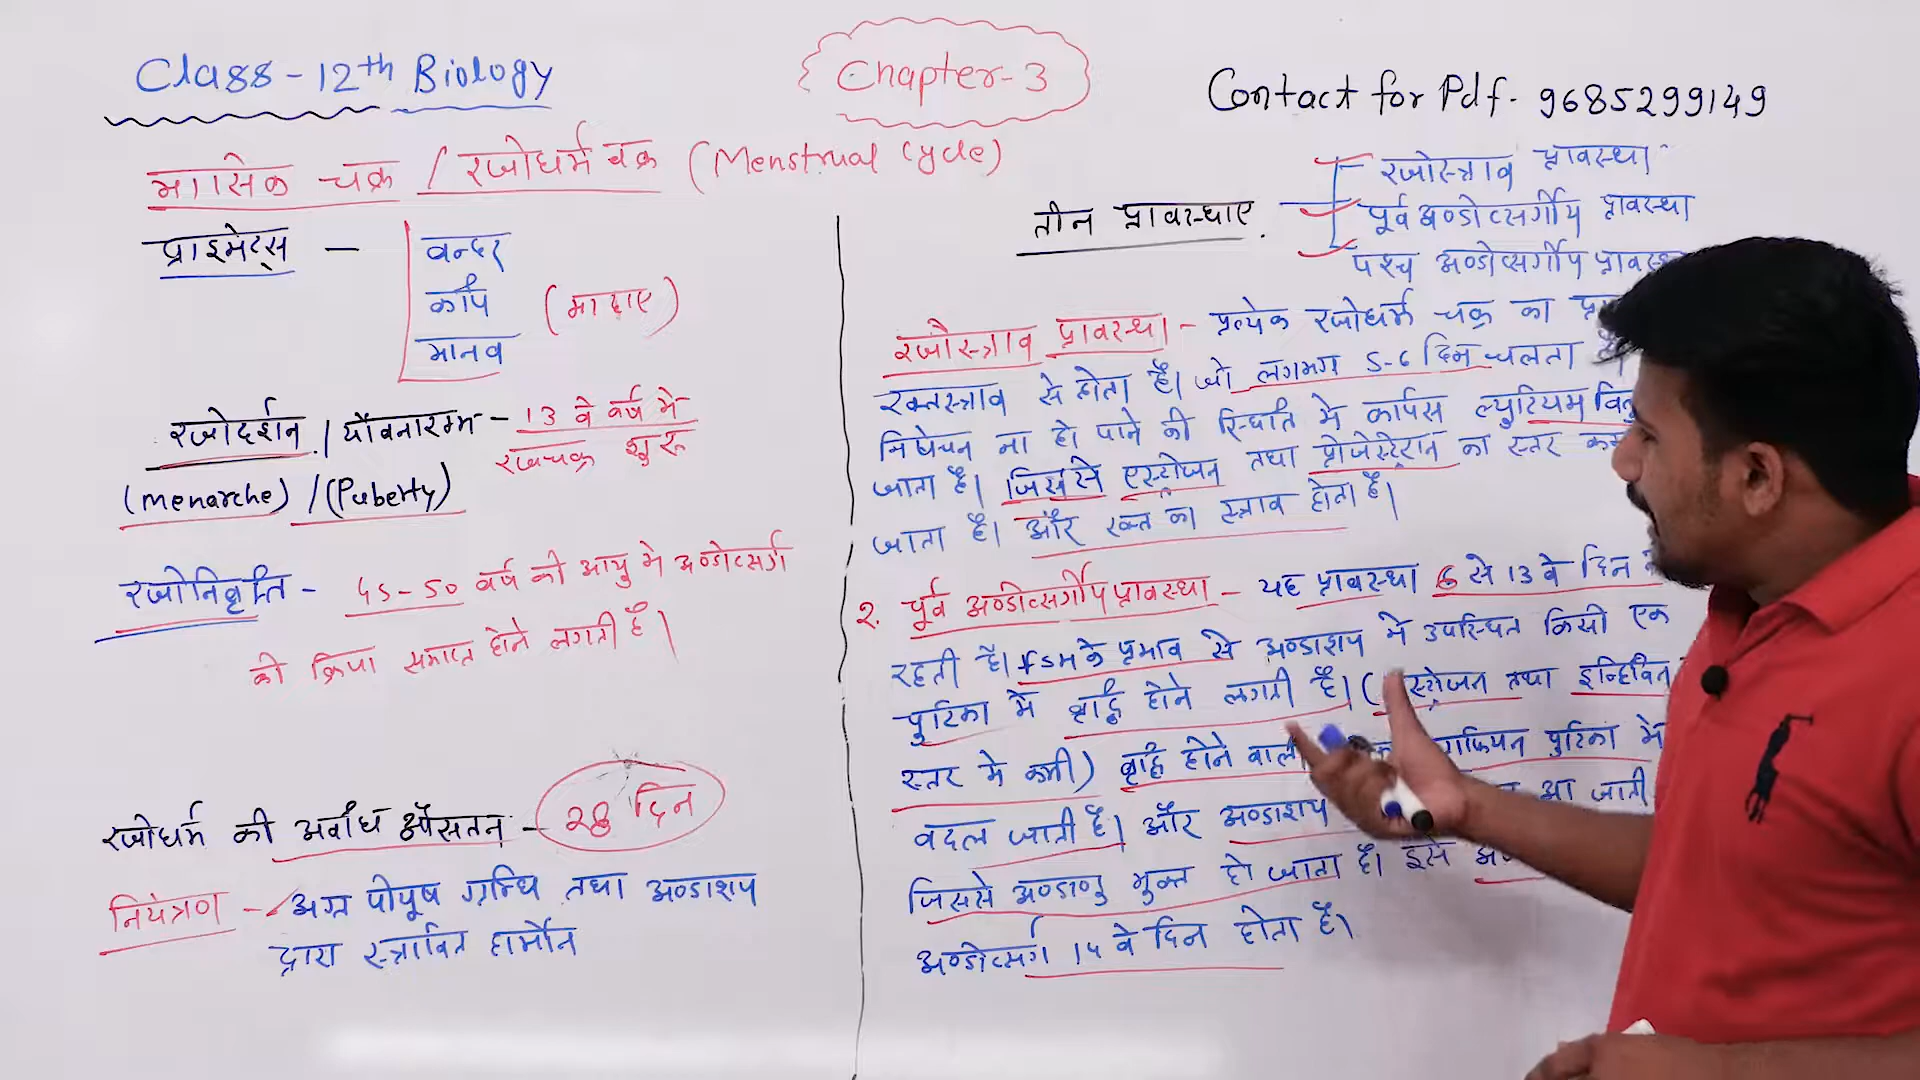 Class - 12th Biology
Chapter - 3
Contact for Pdf - 9685299149
मासिक चक्र / रजोधर्म चक्र (Menstrual Cycle)
प्राइमेट्स -
वन्दर
कपि
मानव
(मादाए)
रजोदर्शन / यौवनारम्भ - 13 वे वर्ष मे
रजचक्र शुरू
(menarche) / (Puberty)
रजोनिवृत्ति - 45-50 वर्ष की आयु मे अण्डोत्सर्ग
की क्रिया समाप्त होने लगती है।
रजोधर्म की अवधि औसतन - 28 दिन
नियंत्रण - अग्र पीयूष ग्रन्थि तथा अण्डाशय
द्वारा स्त्रावित हार्मोन
तीन प्रावस्थाए
रजोस्त्राव प्रावस्था
पूर्व अण्डोत्सर्गीय प्रावस्था
पश्च अण्डोत्सर्गीय
रजोस्त्राव प्रावस्था - प्रत्येक रजोधर्म चक्र का
रक्तस्त्राव से होता है। जो लगभग 5-6 दिन चलता
निषेचन ना हो पाने की स्थिति मे कार्पस ल्युटियम
जाता है। जिससे एस्ट्रोजन तथा प्रोजेस्ट्रेरान का स्तर
जाता है। और रक्त का स्त्राव होता है।
2. पूर्व अण्डोत्सर्गीय प्रावस्था - यह प्रावस्था 6 से 13 वे दिन
रहती है। FSH के प्रभाव से अण्डाशय मे उपस्थित किसी एक
पुटिका मे वृद्धि होने लगती है। ( तथा इन्हिबिन
स्तर मे कमी) वृद्धि होने पुटिका मे
बदल जाती है। और अण्डाशय आ जाती
जिससे अण्डाणु मुक्त हो जाता है। इसे
अण्डोत्सर्ग 14 वे दिन होता है।